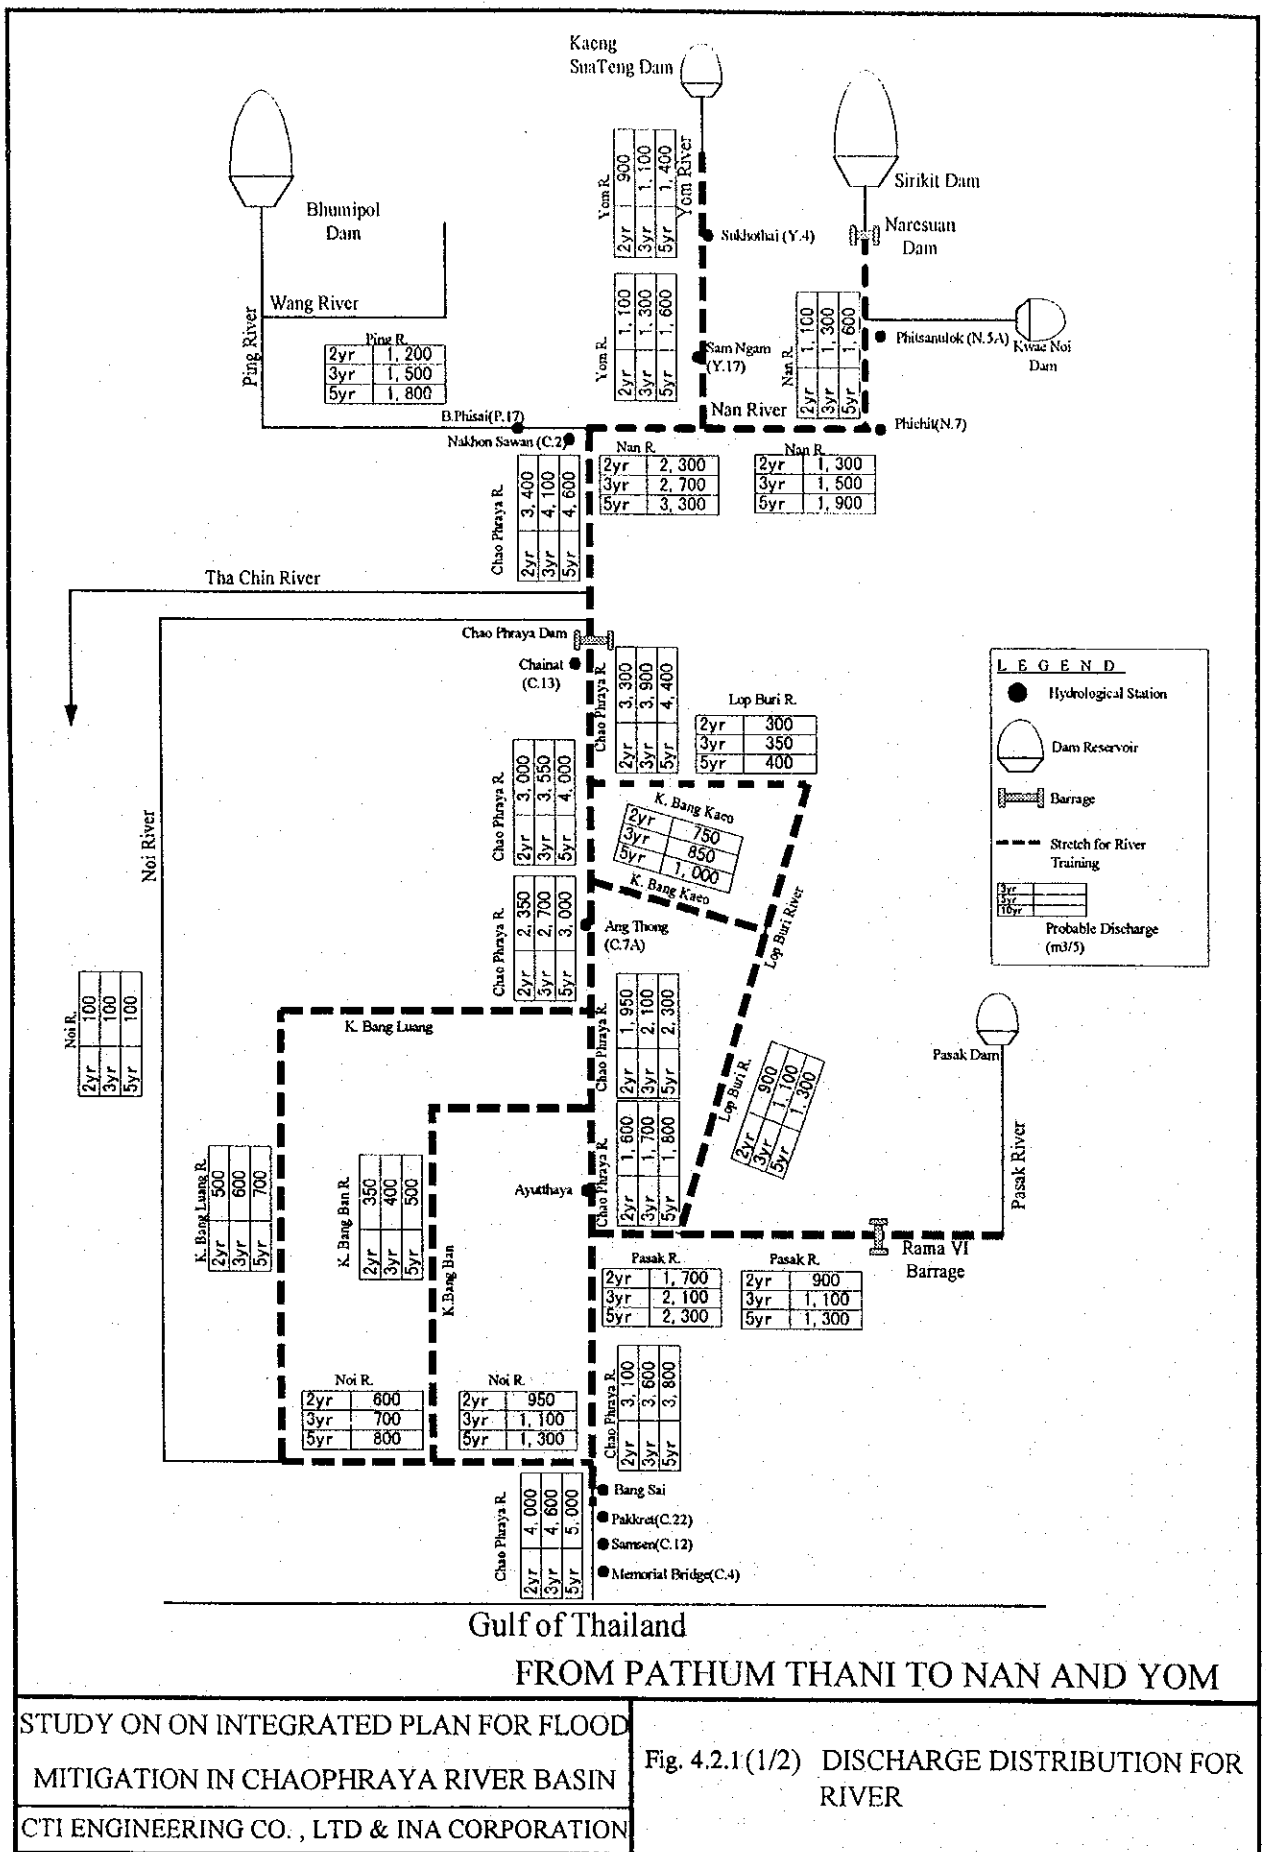 Kaeng
SuaTeng Dam
Sirikit Dam
Bhumipol
Dam
Naresuan
Dam
Yom R.
2yr 900
3yr 1,100
5yr 1,400
Yom River
Sukhothai (Y.4)
Wang River
Ping River
Ping R.
2yr 1,200
3yr 1,500
5yr 1,800
Yom R.
2yr 1,100
3yr 1,300
5yr 1,600
Sam Ngam
(Y.17)
Nan R.
2yr 1,100
3yr 1,300
5yr 1,600
Phitsanulok (N.5A)
Kwae Noi
Dam
Nan River
Phichit(N.7)
B.Phisai(P.17)
Nakhon Sawan (C.2)
Nan R.
2yr 2,300
3yr 2,700
5yr 3,300
Nan R.
2yr 1,300
3yr 1,500
5yr 1,900
Chao Phraya R.
2yr 3,400
3yr 4,100
5yr 4,600
Tha Chin River
Chao Phraya Dam
Chainat
(C.13)
Chao Phraya R.
2yr 3,300
3yr 3,900
5yr 4,400
Lop Buri R.
2yr 300
3yr 350
5yr 400
L E G E N D
Hydrological Station
Dam Reservoir
Barrage
Stretch for River
Training
3yr
5yr
10yr
Probable Discharge
(m3/5)
Noi River
Chao Phraya R.
2yr 3,000
3yr 3,550
5yr 4,000
K. Bang Kaeo
2yr 750
3yr 850
5yr 1,000
K. Bang Kaeo
Lop Buri River
Chao Phraya R.
2yr 2,350
3yr 2,700
5yr 3,000
Ang Thong
(C.7A)
Noi R.
2yr 100
3yr 100
5yr 100
K. Bang Luang
Chao Phraya R.
2yr 1,950
3yr 2,100
5yr 2,300
Lop Buri R.
2yr 900
3yr 1,100
5yr 1,300
Pasak Dam
Pasak River
K. Bang Luang R.
2yr 500
3yr 600
5yr 700
K. Bang Ban R.
2yr 350
3yr 400
5yr 500
K.Bang Ban
Ayutthaya
Chao Phraya R.
2yr 1,600
3yr 1,700
5yr 1,800
Rama VI
Barrage
Pasak R.
2yr 1,700
3yr 2,100
5yr 2,300
Pasak R.
2yr 900
3yr 1,100
5yr 1,300
Noi R.
2yr 600
3yr 700
5yr 800
Noi R.
2yr 950
3yr 1,100
5yr 1,300
Chao Phraya R.
2yr 3,100
3yr 3,600
5yr 3,800
Chao Phraya R.
2yr 4,000
3yr 4,600
5yr 5,000
Bang Sai
Pakkret(C.22)
Samsen(C.12)
Memorial Bridge(C.4)
Gulf of Thailand
FROM PATHUM THANI TO NAN AND YOM
STUDY ON ON INTEGRATED PLAN FOR FLOOD
MITIGATION IN CHAOPHRAYA RIVER BASIN
CTI ENGINEERING CO. , LTD & INA CORPORATION
Fig. 4.2.1(1/2) DISCHARGE DISTRIBUTION FOR
RIVER